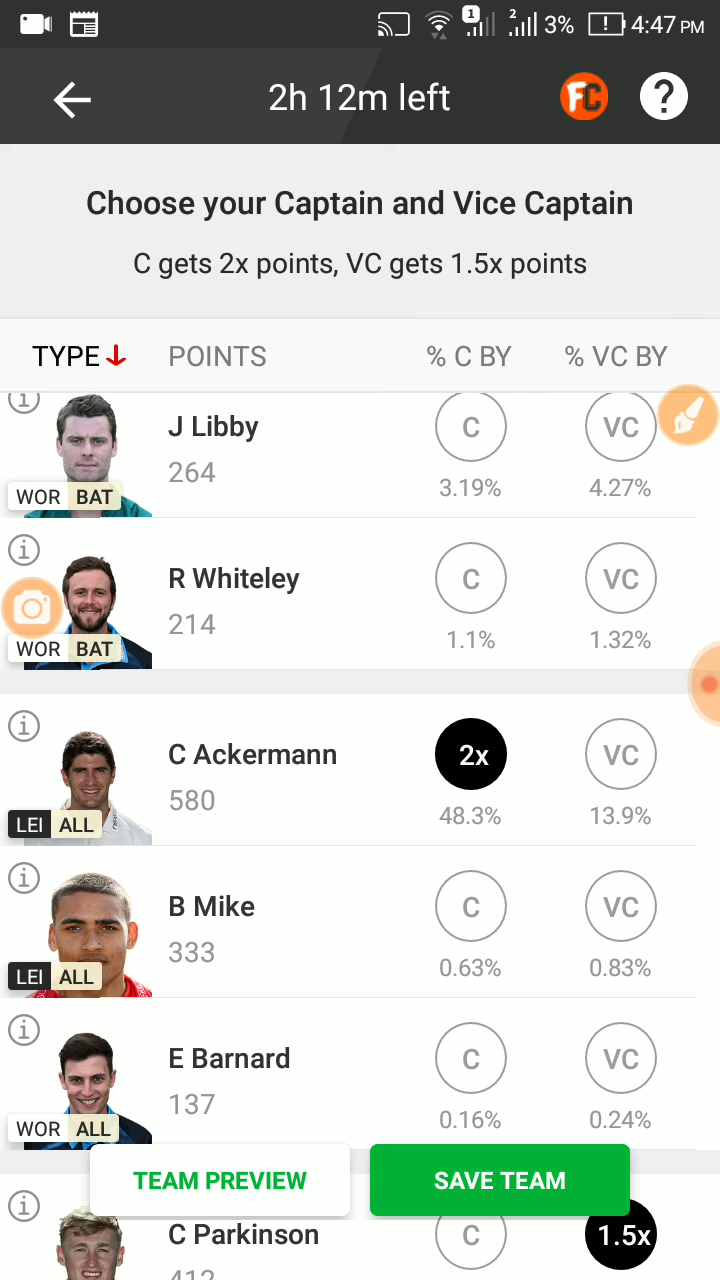 1 2 3% 4:47 PM
2h 12m left FC ?
Choose your Captain and Vice Captain
C gets 2x points, VC gets 1.5x points
TYPE POINTS % C BY % VC BY
J Libby C VC
264 3.19% 4.27%
WOR BAT
R Whiteley C VC
214 1.1% 1.32%
WOR BAT
C Ackermann 2x VC
580 48.3% 13.9%
LEI ALL
B Mike C VC
333 0.63% 0.83%
LEI ALL
E Barnard C VC
137 0.16% 0.24%
WOR ALL
TEAM PREVIEW SAVE TEAM
C Parkinson C 1.5x
412